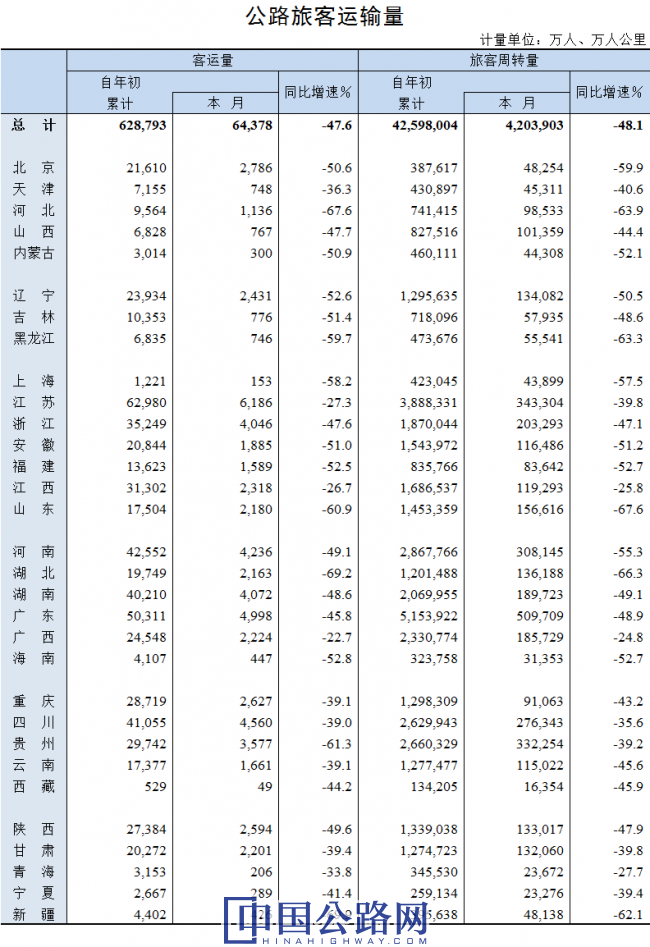 公路旅客运输量
计量单位：万人、万人公里
客运量 旅客周转量
自年初累计 本 月 同比增速% 自年初累计 本 月 同比增速%
总 计 628,793 64,378 -47.6 42,598,004 4,203,903 -48.1
北 京 21,610 2,786 -50.6 387,617 48,254 -59.9
天 津 7,155 748 -36.3 430,897 45,311 -40.6
河 北 9,564 1,136 -67.6 741,415 98,533 -63.9
山 西 6,828 767 -47.7 827,516 101,359 -44.4
内蒙古 3,014 300 -50.9 460,111 44,308 -52.1
辽 宁 23,934 2,431 -52.6 1,295,635 134,082 -50.5
吉 林 10,353 776 -51.4 718,096 57,935 -48.6
黑龙江 6,835 746 -59.7 473,676 55,541 -63.3
上 海 1,221 153 -58.2 423,045 43,899 -57.5
江 苏 62,980 6,186 -27.3 3,888,331 343,304 -39.8
浙 江 35,249 4,046 -47.6 1,870,044 203,293 -47.1
安 徽 20,844 1,885 -51.0 1,543,972 116,486 -51.2
福 建 13,623 1,589 -52.5 835,766 83,642 -52.7
江 西 31,302 2,318 -26.7 1,686,537 119,293 -25.8
山 东 17,504 2,180 -60.9 1,453,359 156,616 -67.6
河 南 42,552 4,236 -49.1 2,867,766 308,145 -55.3
湖 北 19,749 2,163 -69.2 1,201,488 136,188 -66.3
湖 南 40,210 4,072 -48.6 2,069,955 189,723 -49.1
广 东 50,311 4,998 -45.8 5,153,922 509,709 -48.9
广 西 24,548 2,224 -22.7 2,330,774 185,729 -24.8
海 南 4,107 447 -52.8 323,758 31,353 -52.7
重 庆 28,719 2,627 -39.1 1,298,309 91,063 -43.2
四 川 41,055 4,560 -39.0 2,629,943 276,343 -35.6
贵 州 29,742 3,577 -61.3 2,660,329 332,254 -39.2
云 南 17,377 1,661 -39.1 1,277,477 115,022 -45.6
西 藏 529 49 -44.2 134,205 16,354 -45.9
陕 西 27,384 2,594 -49.6 1,339,038 133,017 -47.9
甘 肃 20,272 2,201 -39.4 1,274,723 132,060 -39.8
青 海 3,153 206 -33.8 345,530 23,672 -27.7
宁 夏 2,667 289 -41.4 259,134 23,276 -39.4
新 疆 4,402 48,138 -62.1
中国公路网
HINAHIGHWAY.COM